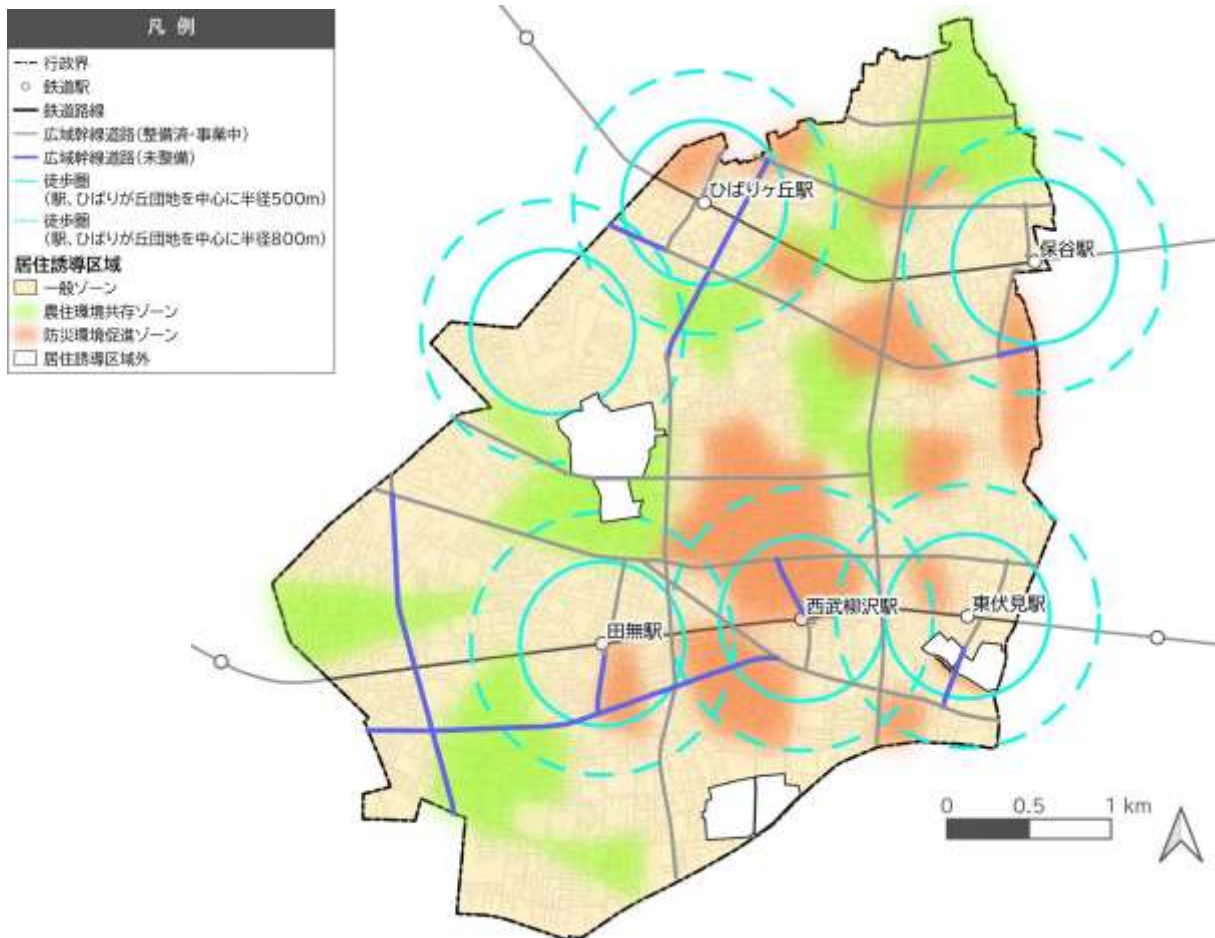 凡 例
行政界
鉄道駅
鉄道路線
広域幹線道路(整備済・事業中)
広域幹線道路(未整備)
徒歩圏
(駅、ひばりが丘団地を中心に半径500m)
徒歩圏
(駅、ひばりが丘団地を中心に半径800m)
居住誘導区域
一般ゾーン
農住環境共存ゾーン
防災環境促進ゾーン
居住誘導区域外
ひばりヶ丘駅
保谷駅
西武柳沢駅
東伏見駅
田無駅
0 0.5 1 km